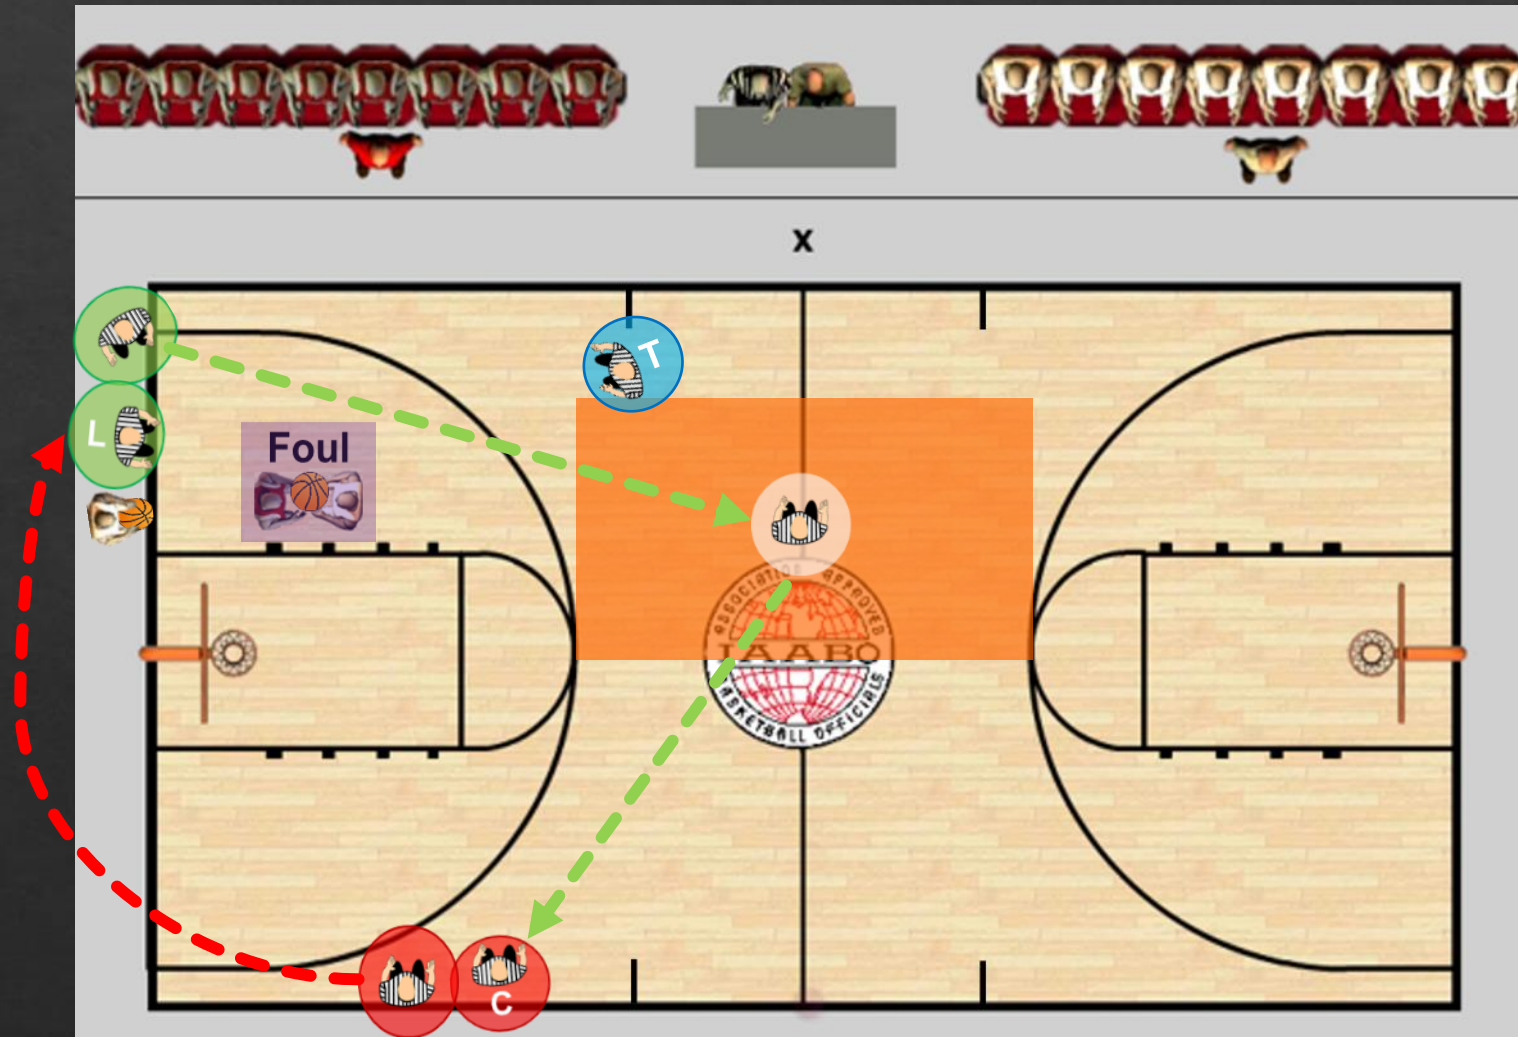 x
T
L
Foul
ASSOCIATION APPROVED
IAABO
BASKETBALL OFFICIALS
C